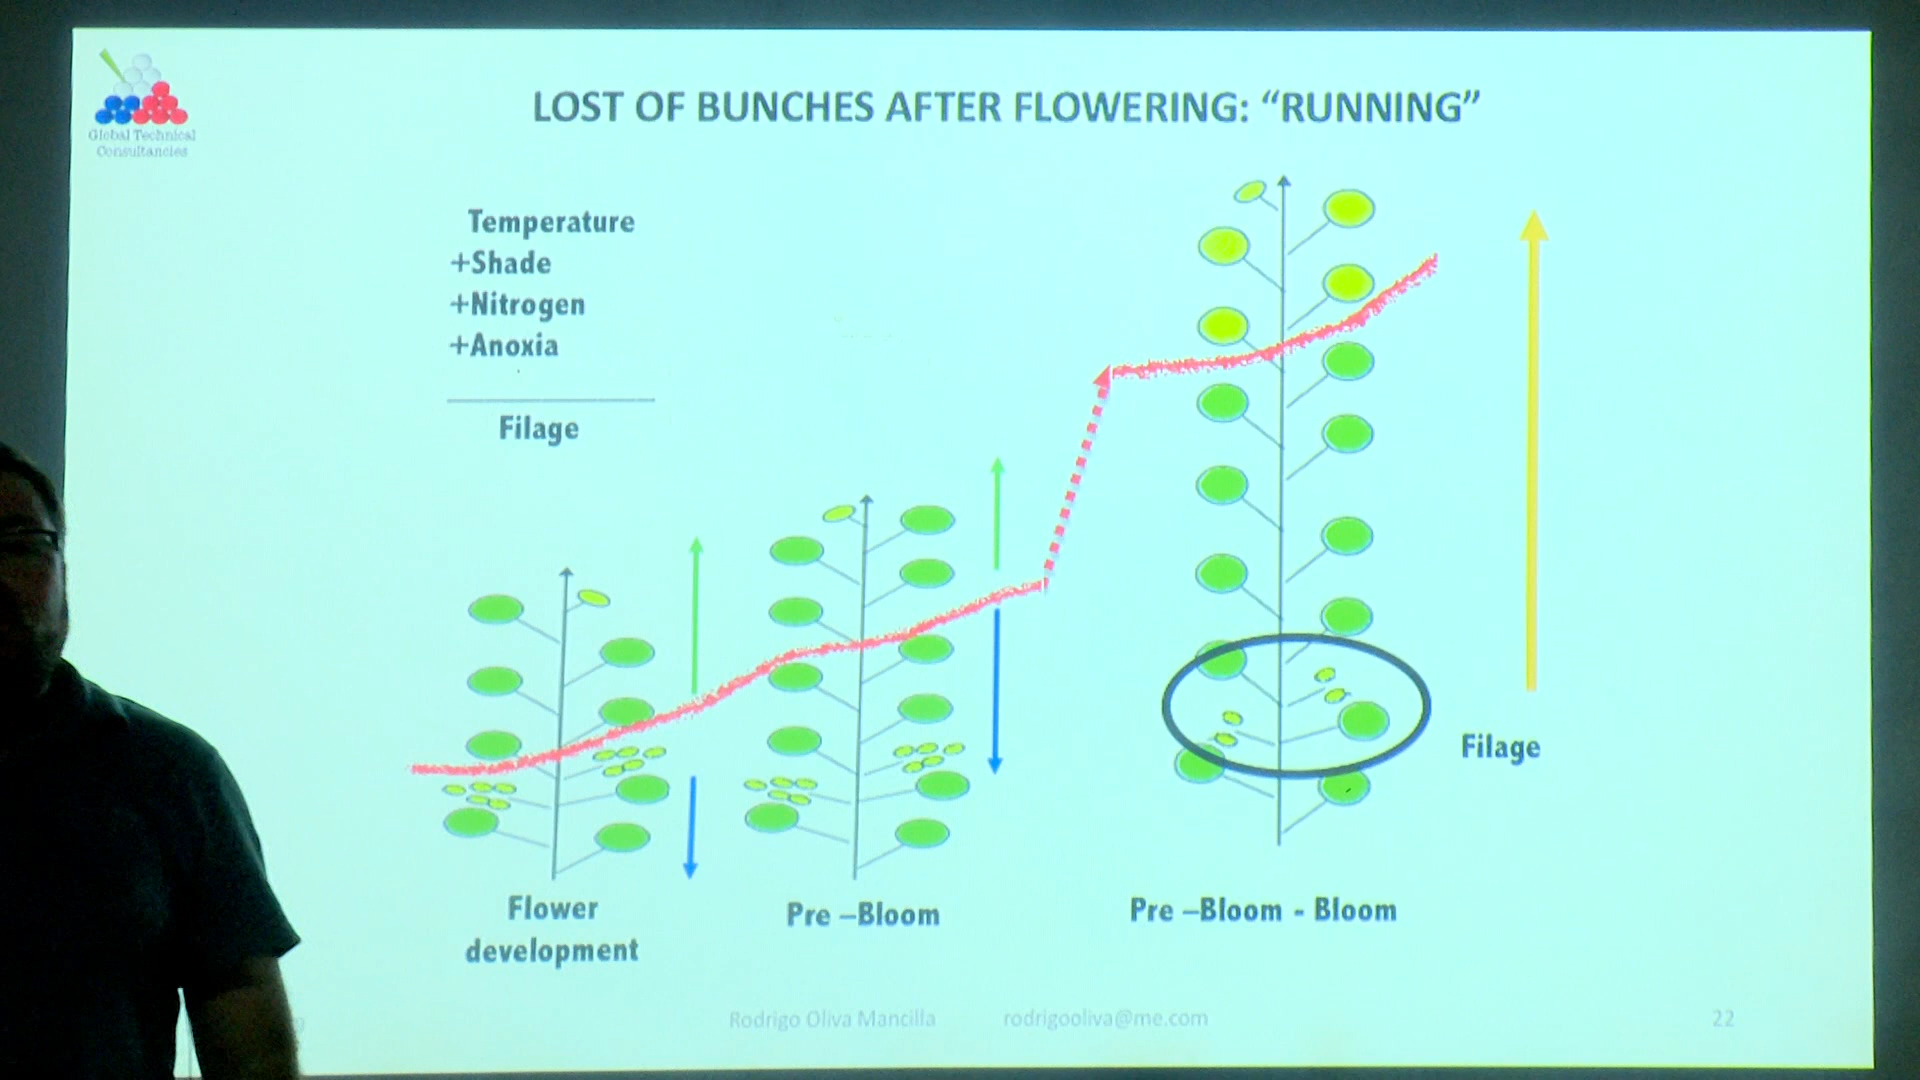 Global Technical
Consultancies
LOST OF BUNCHES AFTER FLOWERING: “RUNNING”
Temperature
+Shade
+Nitrogen
+Anoxia
Filage
Filage
Flower
development
Pre –Bloom
Pre –Bloom - Bloom
Rodrigo Oliva Mancilla
rodrigooliva@me.com
22